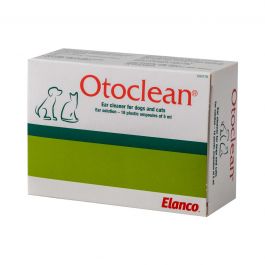 Otoclean®
Ear cleaner for dogs and cats
Ear solution - 18 plastic ampoules of 5 ml
Elanco
Otoclean®